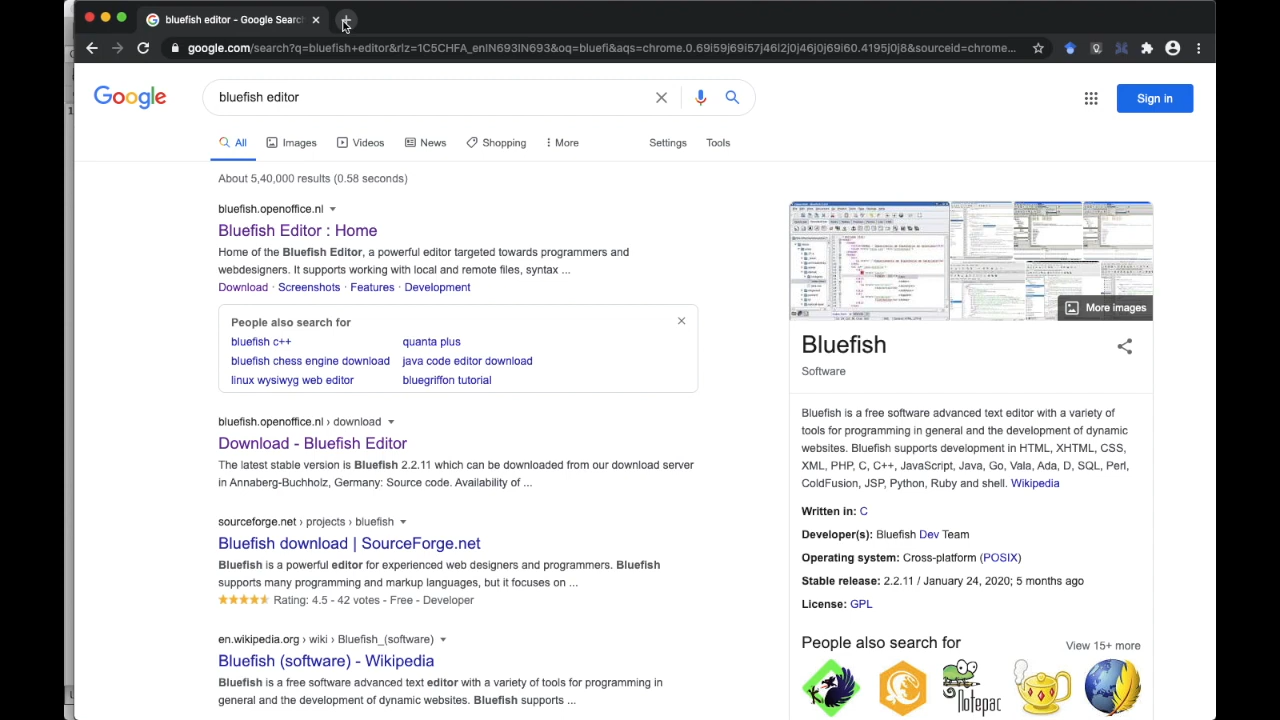 bluefish editor - Google Search
google.com/search?q=bluefish+editor&rlz=1C5CHFA_enIN693IN693&oq=bluefi&aqs=chrome.0.69i59j69i57j46i2j0j46j0j69i60.4195j0j8&sourceid=chrome...
Google
bluefish editor
Sign in
All
Images
Videos
News
Shopping
More
Settings
Tools
About 5,40,000 results (0.58 seconds)
bluefish.openoffice.nl
Bluefish Editor : Home
Home of the Bluefish Editor, a powerful editor targeted towards programmers and
webdesigners. It supports working with local and remote files, syntax ...
Download · Screenshots · Features · Development
People also search for
bluefish c++
quanta plus
bluefish chess engine download
java code editor download
linux wysiwyg web editor
bluegriffon tutorial
bluefish.openoffice.nl › download
Download - Bluefish Editor
The latest stable version is Bluefish 2.2.11 which can be downloaded from our download server
in Annaberg-Buchholz, Germany: Source code. Availability of ...
sourceforge.net › projects › bluefish
Bluefish download | SourceForge.net
Bluefish is a powerful editor for experienced web designers and programmers. Bluefish
supports many programming and markup languages, but it focuses on ...
Rating: 4.5 - 42 votes - Free - Developer
en.wikipedia.org › wiki › Bluefish_(software)
Bluefish (software) - Wikipedia
Bluefish is a free software advanced text editor with a variety of tools for programming in
general and the development of dynamic websites. Bluefish supports ...
More images
Bluefish
Software
Bluefish is a free software advanced text editor with a variety of
tools for programming in general and the development of dynamic
websites. Bluefish supports development in HTML, XHTML, CSS,
XML, PHP, C, C++, JavaScript, Java, Go, Vala, Ada, D, SQL, Perl,
ColdFusion, JSP, Python, Ruby and shell. Wikipedia
Written in: C
Developer(s): Bluefish Dev Team
Operating system: Cross-platform (POSIX)
Stable release: 2.2.11 / January 24, 2020; 5 months ago
License: GPL
People also search for
View 15+ more
Notepad